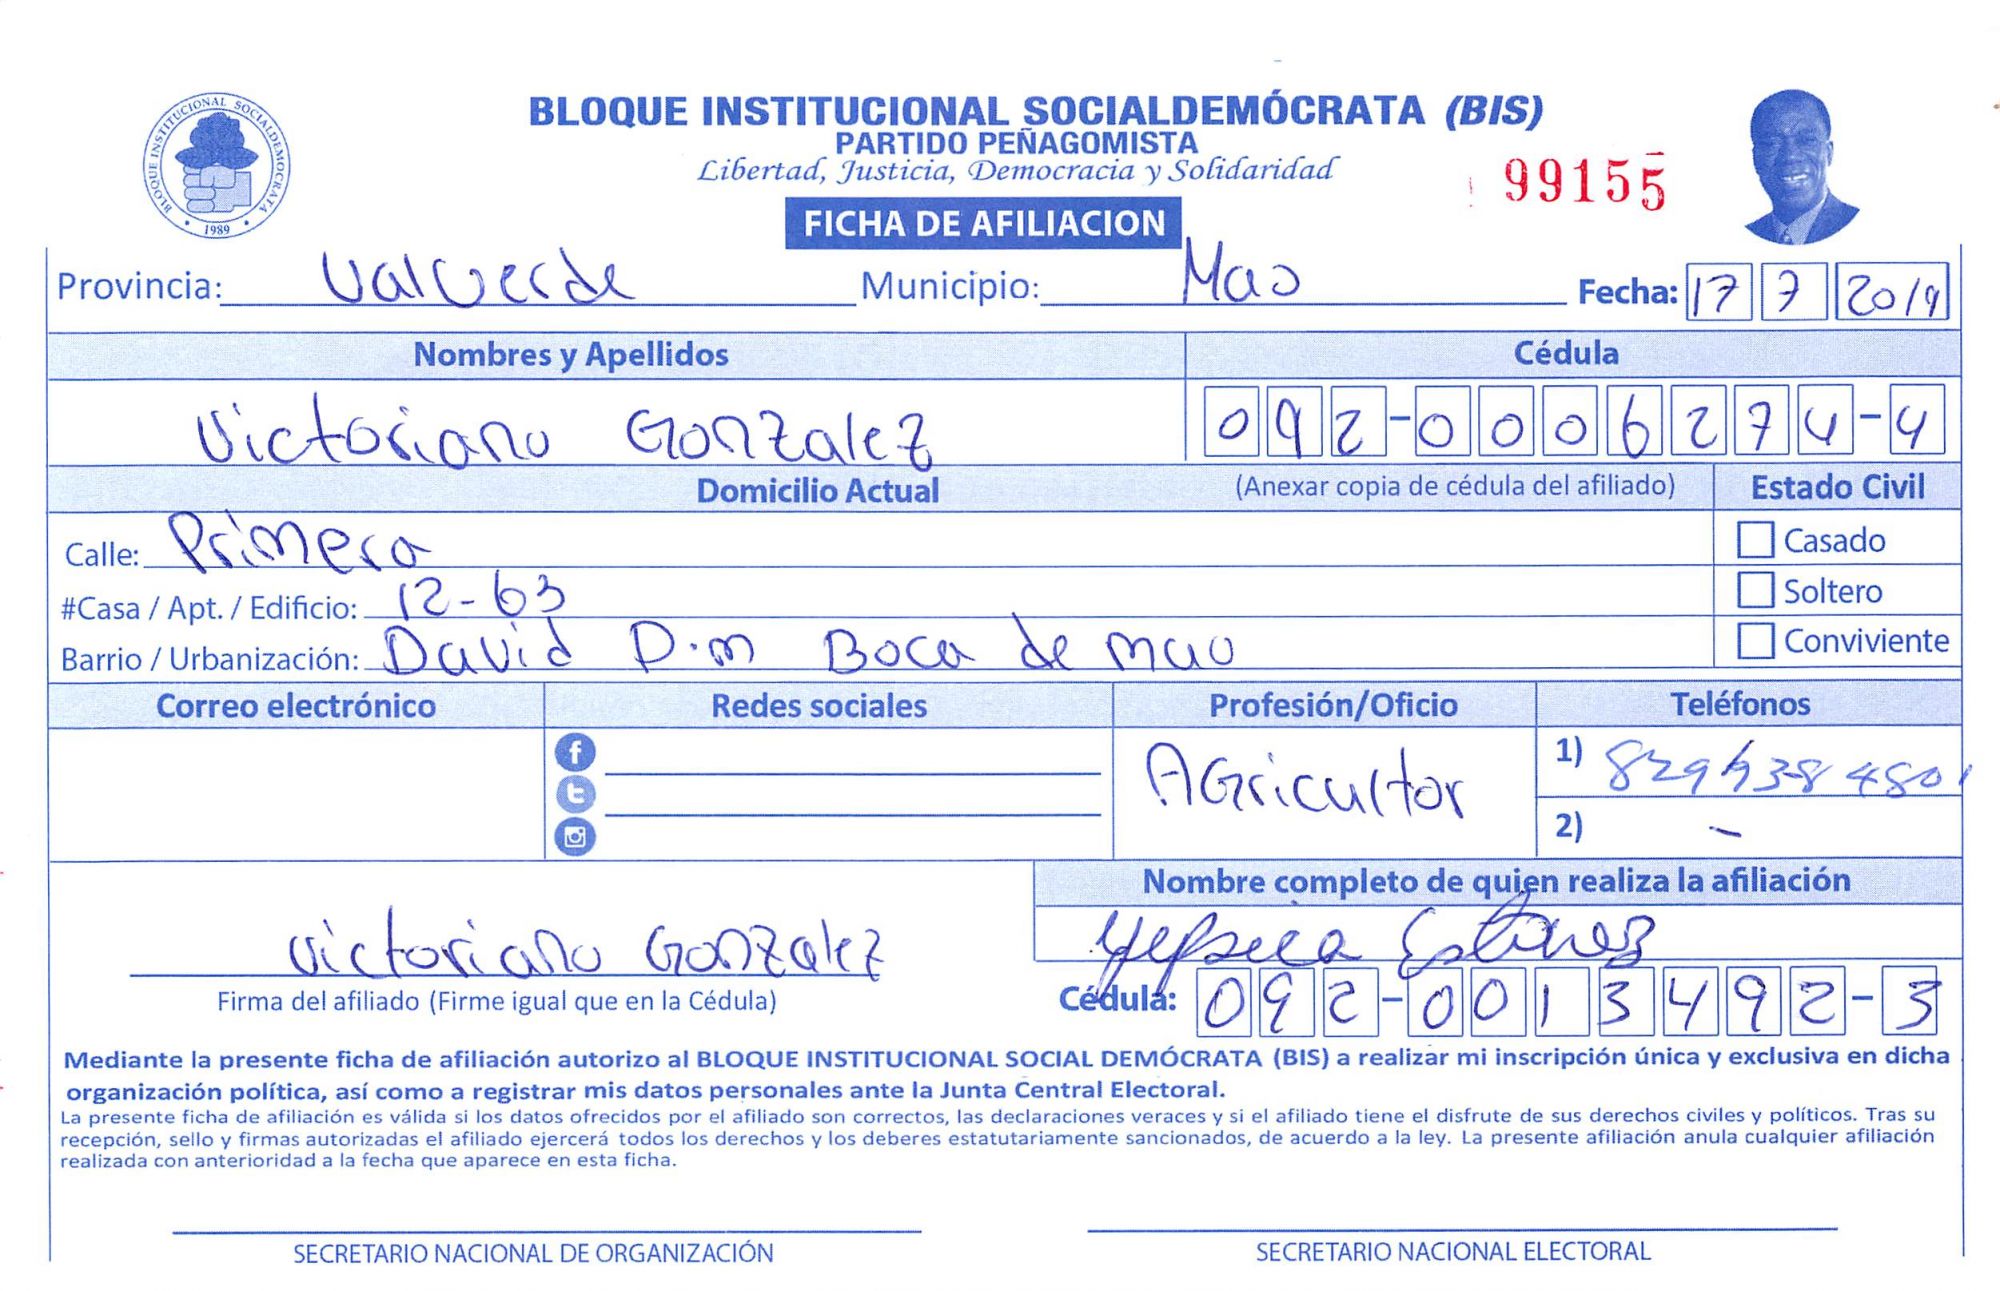 BLOQUE INSTITUCIONAL SOCIALDEMOCRATA
1989
BLOQUE INSTITUCIONAL SOCIALDEMÓCRATA (BIS)
PARTIDO PEÑAGOMISTA
Libertad, Justicia, Democracia y Solidaridad
99155
FICHA DE AFILIACION
Provincia: Valverde Municipio: Mao Fecha: 17 7 2019
Nombres y Apellidos Cédula
Victoriano Gonzalez 092-0006274-4
Domicilio Actual (Anexar copia de cédula del afiliado) Estado Civil
Calle: Primera Casado
#Casa / Apt. / Edificio: 12-63 Soltero
Barrio / Urbanización: David D.m Boca de mao Conviviente
Correo electrónico Redes sociales Profesión/Oficio Teléfonos
Agricultor 1)
2) -
Nombre completo de quien realiza la afiliación
victoriano Gonzalez Yepsica Estevez
Firma del afiliado (Firme igual que en la Cédula) Cédula: 092-0013492-3
Mediante la presente ficha de afiliación autorizo al BLOQUE INSTITUCIONAL SOCIAL DEMÓCRATA (BIS) a realizar mi inscripción única y exclusiva en dicha
organización política, así como a registrar mis datos personales ante la Junta Central Electoral.
La presente ficha de afiliación es válida si los datos ofrecidos por el afiliado son correctos, las declaraciones veraces y si el afiliado tiene el disfrute de sus derechos civiles y políticos. Tras su
recepción, sello y firmas autorizadas el afiliado ejercerá todos los derechos y los deberes estatutariamente sancionados, de acuerdo a la ley. La presente afiliación anula cualquier afiliación
realizada con anterioridad a la fecha que aparece en esta ficha.
SECRETARIO NACIONAL DE ORGANIZACIÓN SECRETARIO NACIONAL ELECTORAL